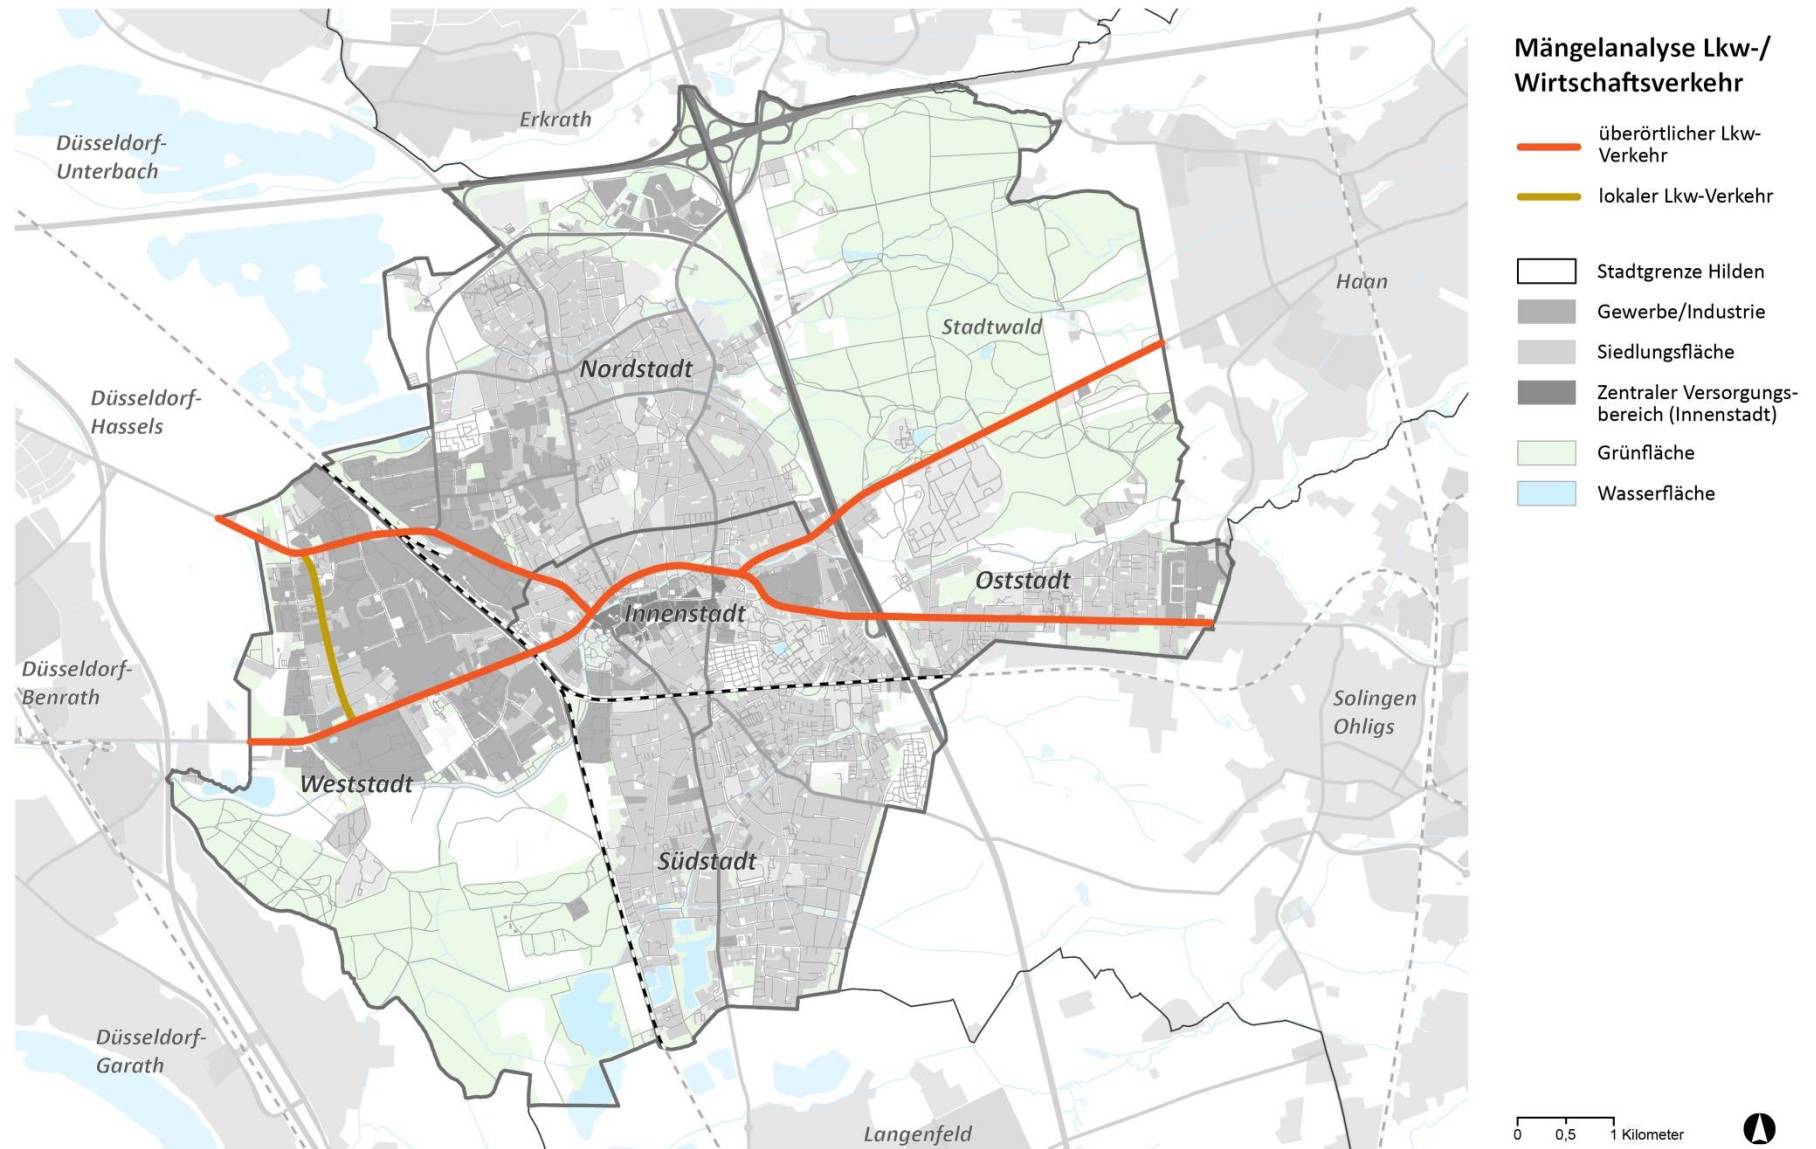 Mängelanalyse Lkw-/
Wirtschaftsverkehr
überörtlicher Lkw-
Verkehr
lokaler Lkw-Verkehr
Stadtgrenze Hilden
Gewerbe/Industrie
Siedlungsfläche
Zentraler Versorgungs-
bereich (Innenstadt)
Grünfläche
Wasserfläche
Erkrath
Düsseldorf-
Unterbach
Haan
Stadtwald
Nordstadt
Düsseldorf-
Hassels
Oststadt
Innenstadt
Düsseldorf-
Benrath
Solingen
Ohligs
Weststadt
Südstadt
Düsseldorf-
Garath
Langenfeld
0 0,5 1 Kilometer